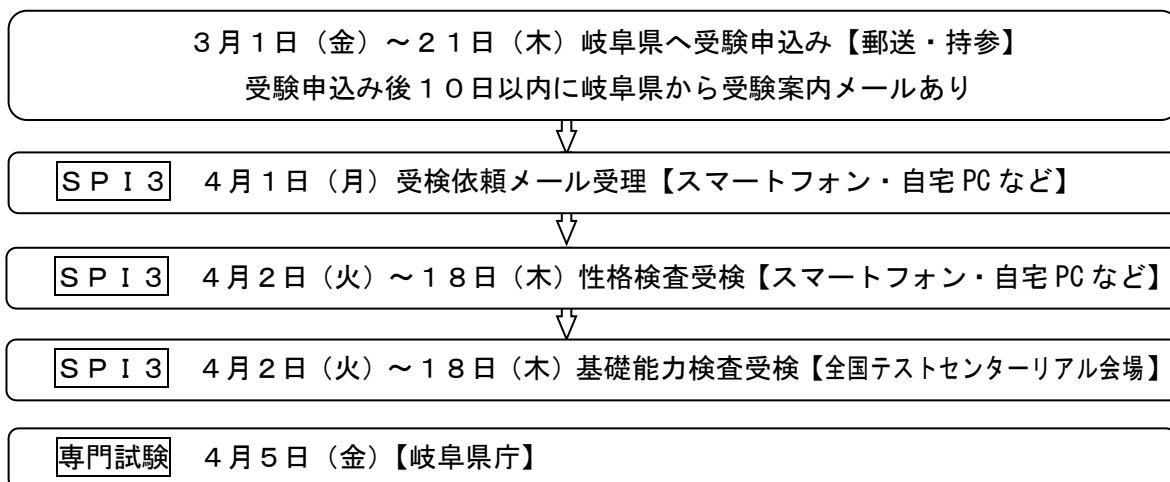 ３月１日（金）～２１日（木）岐阜県へ受験申込み【郵送・持参】
受験申込み後１０日以内に岐阜県から受験案内メールあり
ＳＰＩ３　４月１日（月）受検依頼メール受理【スマートフォン・自宅 PC など】
ＳＰＩ３　４月２日（火）～１８日（木）性格検査受検【スマートフォン・自宅 PC など】
ＳＰＩ３　４月２日（火）～１８日（木）基礎能力検査受検【全国テストセンターリアル会場】
専門試験　４月５日（金）【岐阜県庁】